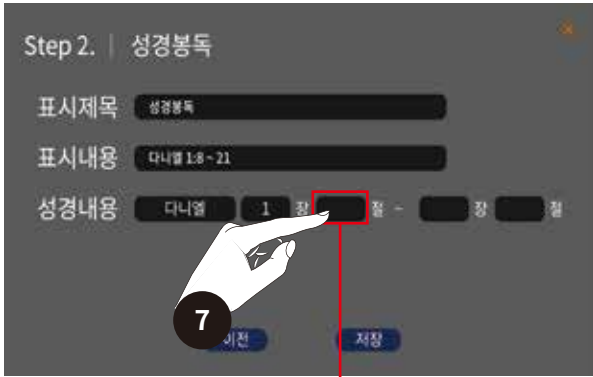 Step 2. | 성경봉독
표시제목 성경봉독
표시내용 다니엘 1:8 ~ 21
성경내용 다니엘 1 장 절 ~ 장 절
7
이전 저장